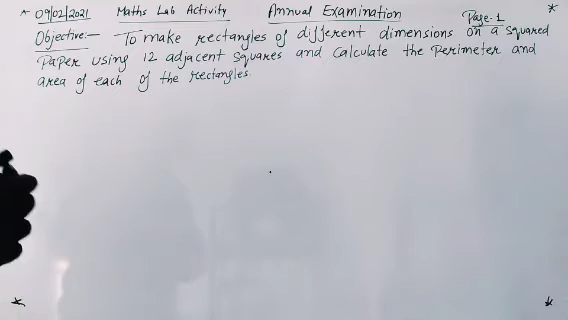 09/02/2021 Maths Lab Activity Annual Examination Page-1
Objective:- To make rectangles of different dimensions on a squared
Paper using 12 adjacent squares and calculate the Perimeter and
area of each of the rectangles.